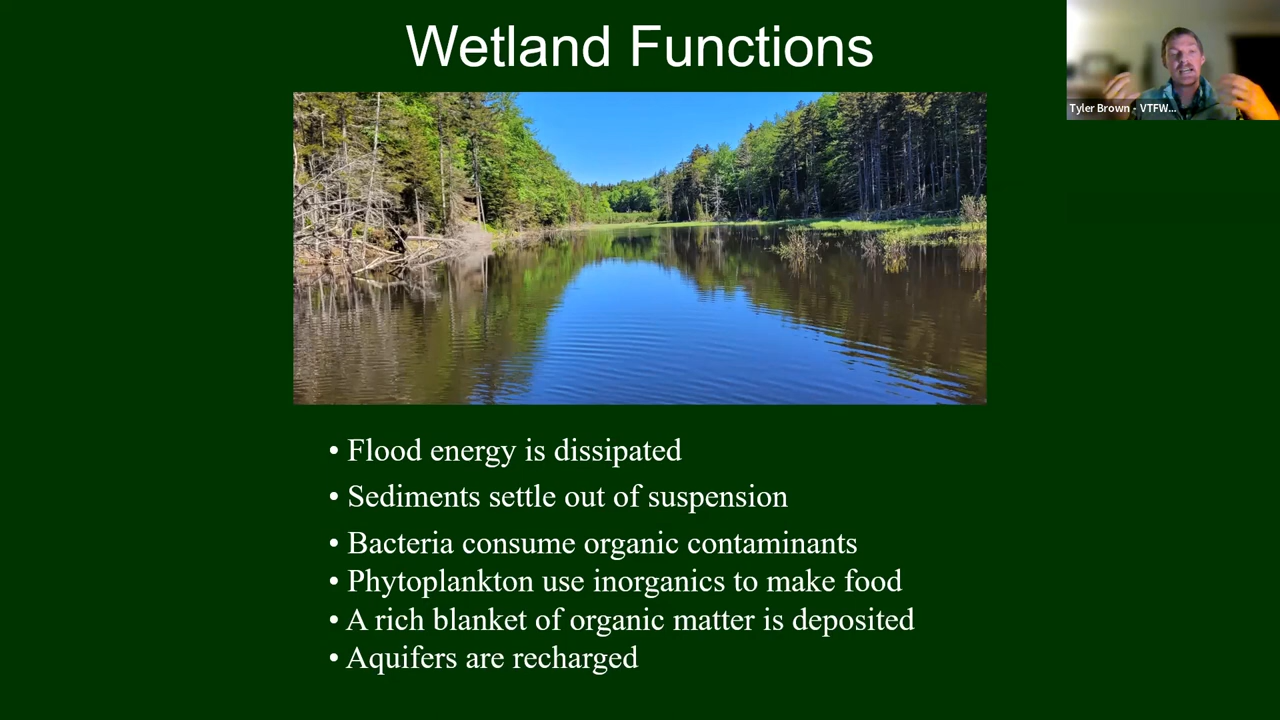 Wetland Functions
Tyler Brown - VTFW...
• Flood energy is dissipated
• Sediments settle out of suspension
• Bacteria consume organic contaminants
• Phytoplankton use inorganics to make food
• A rich blanket of organic matter is deposited
• Aquifers are recharged